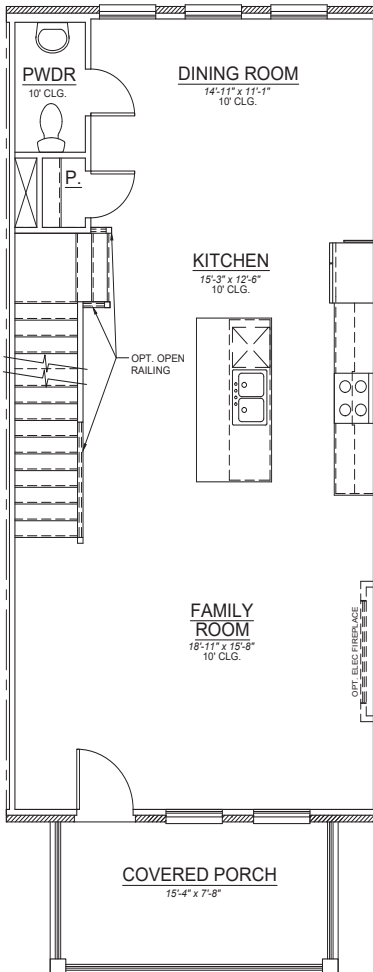 PWDR
10' CLG.
DINING ROOM
14'-11" x 11'-1"
10' CLG.
P.
KITCHEN
15'-3" x 12'-6"
10' CLG.
OPT. OPEN
RAILING
FAMILY
ROOM
18'-11" x 15'-8"
10' CLG.
OPT. ELEC FIREPLACE
COVERED PORCH
15'-4" x 7'-8"